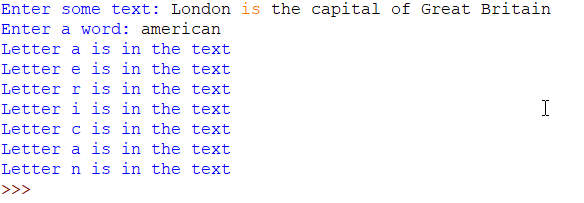 Enter some text: London is the capital of Great Britain
Enter a word: american
Letter a is in the text
Letter e is in the text
Letter r is in the text
Letter i is in the text
Letter c is in the text
Letter a is in the text
Letter n is in the text
>>>